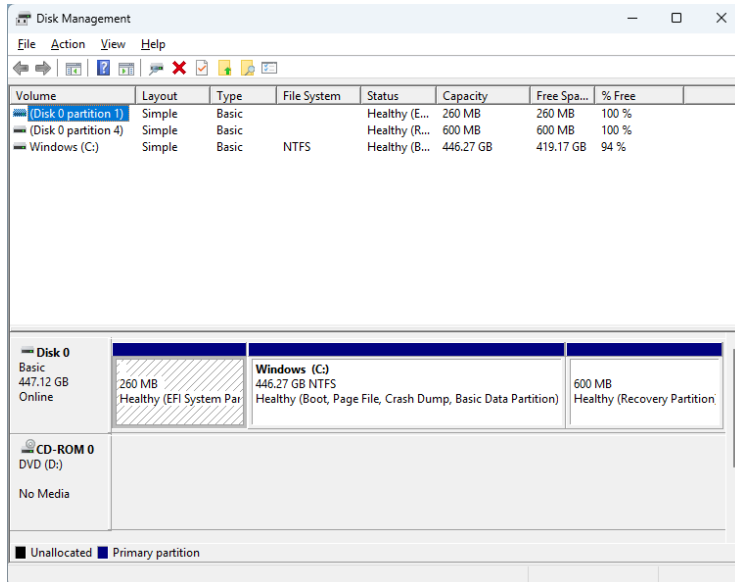 Disk Management
File Action View Help
Volume Layout Type File System Status Capacity Free Spa... % Free
(Disk 0 partition 1) Simple Basic Healthy (E... 260 MB 260 MB 100 %
(Disk 0 partition 4) Simple Basic Healthy (R... 600 MB 600 MB 100 %
Windows (C:) Simple Basic NTFS Healthy (B... 446.27 GB 419.17 GB 94 %
Disk 0
Basic
447.12 GB
Online
260 MB
Healthy (EFI System Par
Windows (C:)
446.27 GB NTFS
Healthy (Boot, Page File, Crash Dump, Basic Data Partition)
600 MB
Healthy (Recovery Partition
CD-ROM 0
DVD (D:)
No Media
Unallocated Primary partition